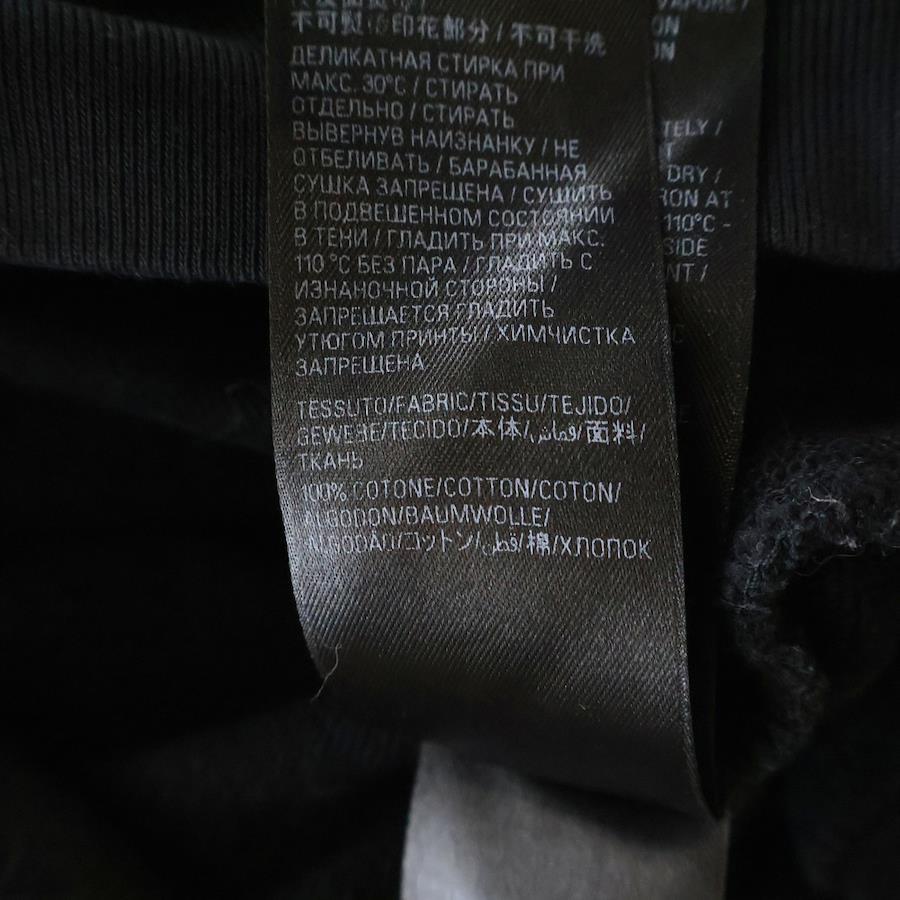 不可熨烫印花部分 / 不可干洗
ДЕЛИКАТНАЯ СТИРКА ПРИ
МАКС. 30°C / СТИРАТЬ
ОТДЕЛЬНО / СТИРАТЬ
ВЫВЕРНУВ НАИЗНАНКУ / НЕ
ОТБЕЛИВАТЬ / БАРАБАННАЯ
СУШКА ЗАПРЕЩЕНА / СУШИТЬ
В ПОДВЕШЕННОМ СОСТОЯНИИ
В ТЕНИ / ГЛАДИТЬ ПРИ МАКС.
110 °C БЕЗ ПАРА / ГЛАДИТЬ С
ИЗНАНОЧНОЙ СТОРОНЫ /
ЗАПРЕЩАЕТСЯ ГЛАДИТЬ
УТЮГОМ ПРИНТЫ / ХИМЧИСТКА
ЗАПРЕЩЕНА
TESSUTO/FABRIC/TISSU/TEJIDO/
GEWEBE/TECIDO/本体/قماش/面料/
ТКАНЬ
100% COTONE/COTTON/COTON/
ALGODON/BAUMWOLLE/
ALGODÃO/コットン/قطن/棉/ХЛОПОК
VAPORE /
ON
ON
TELY /
T
DRY /
RON AT
110°C -
SIDE
NT /
C
E